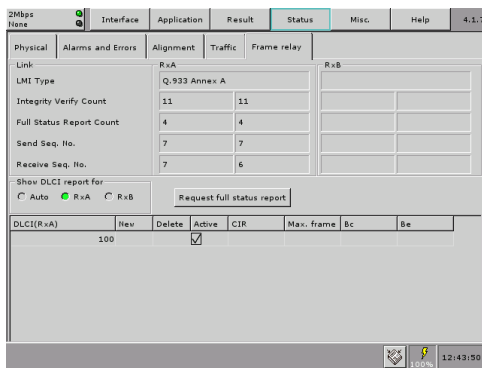 2Mbps
None
Interface
Application
Result
Status
Misc.
Help
4.1.7
Physical
Alarms and Errors
Alignment
Traffic
Frame relay
Link
RxA
RxB
LMI Type
Q.933 Annex A
Integrity Verify Count
11
11
Full Status Report Count
4
4
Send Seq. No.
7
7
Receive Seq. No.
7
6
Show DLCI report for
Auto
RxA
RxB
Request full status report
DLCI(RxA)
New
Delete
Active
CIR
Max. frame
Bc
Be
100
100%
12:43:50